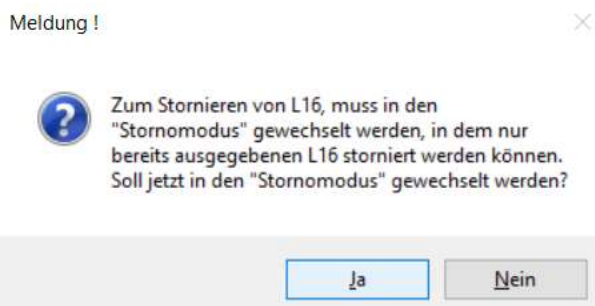 Meldung !
Zum Stornieren von L16, muss in den
"Stornomodus" gewechselt werden, in dem nur
bereits ausgegebenen L16 storniert werden können.
Soll jetzt in den "Stornomodus" gewechselt werden?
Ja
Nein